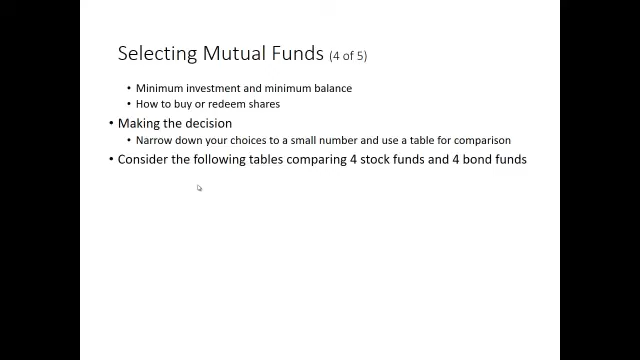 Selecting Mutual Funds (4 of 5)
• Minimum investment and minimum balance
• How to buy or redeem shares
• Making the decision
• Narrow down your choices to a small number and use a table for comparison
• Consider the following tables comparing 4 stock funds and 4 bond funds